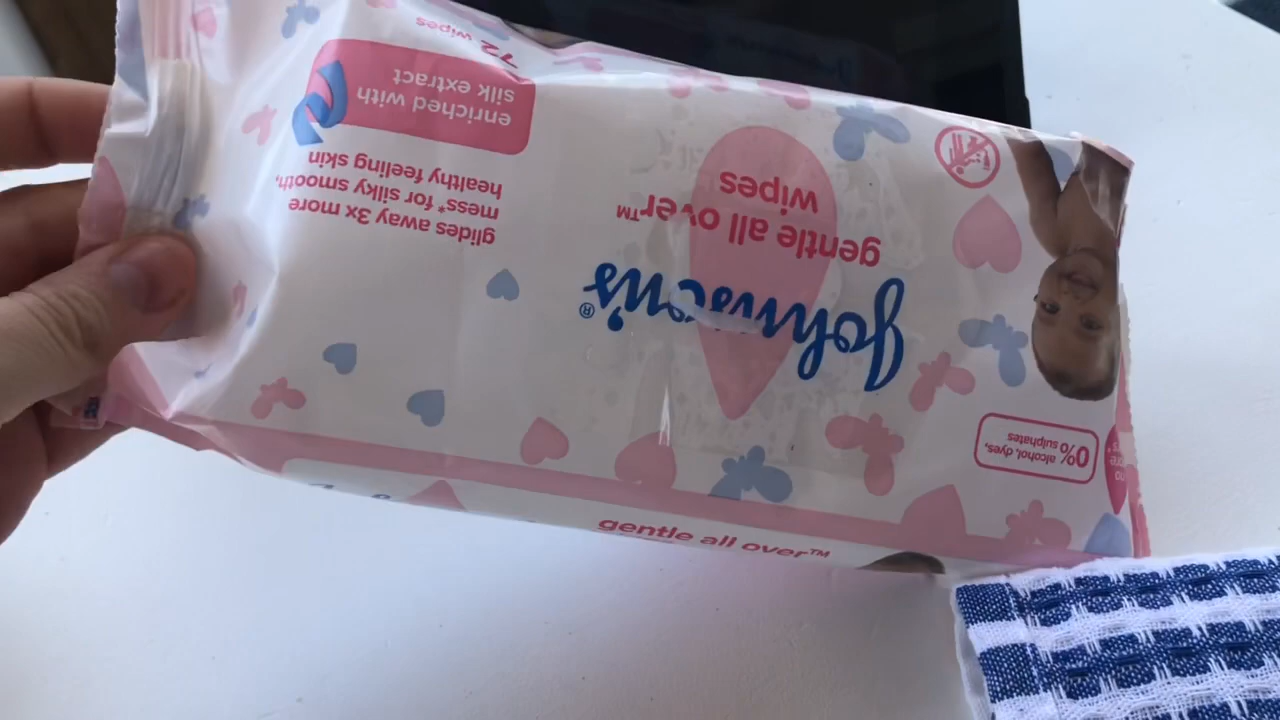 Johnson's®
gentle all over™
wipes
0% alcohol, dyes,
sulphates
no
glides away 3x more
mess* for silky smooth,
healthy feeling skin
enriched with
silk extract
72 wipes
gentle all over™